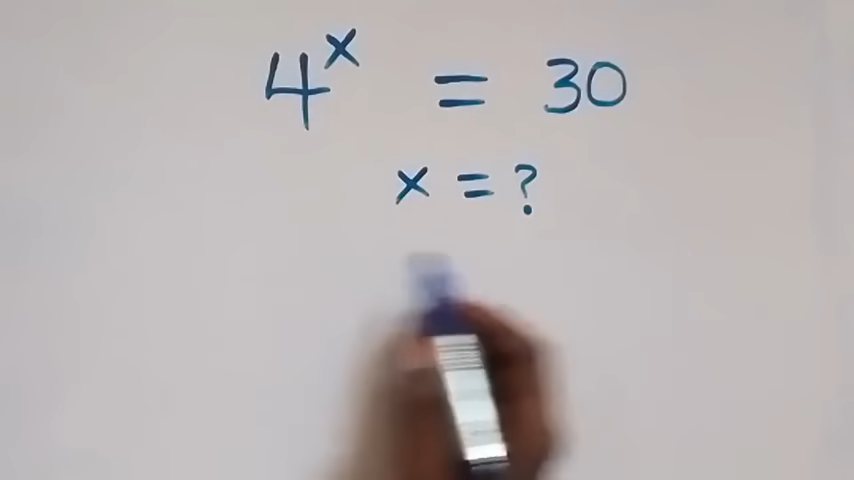 4^x = 30
x = ?